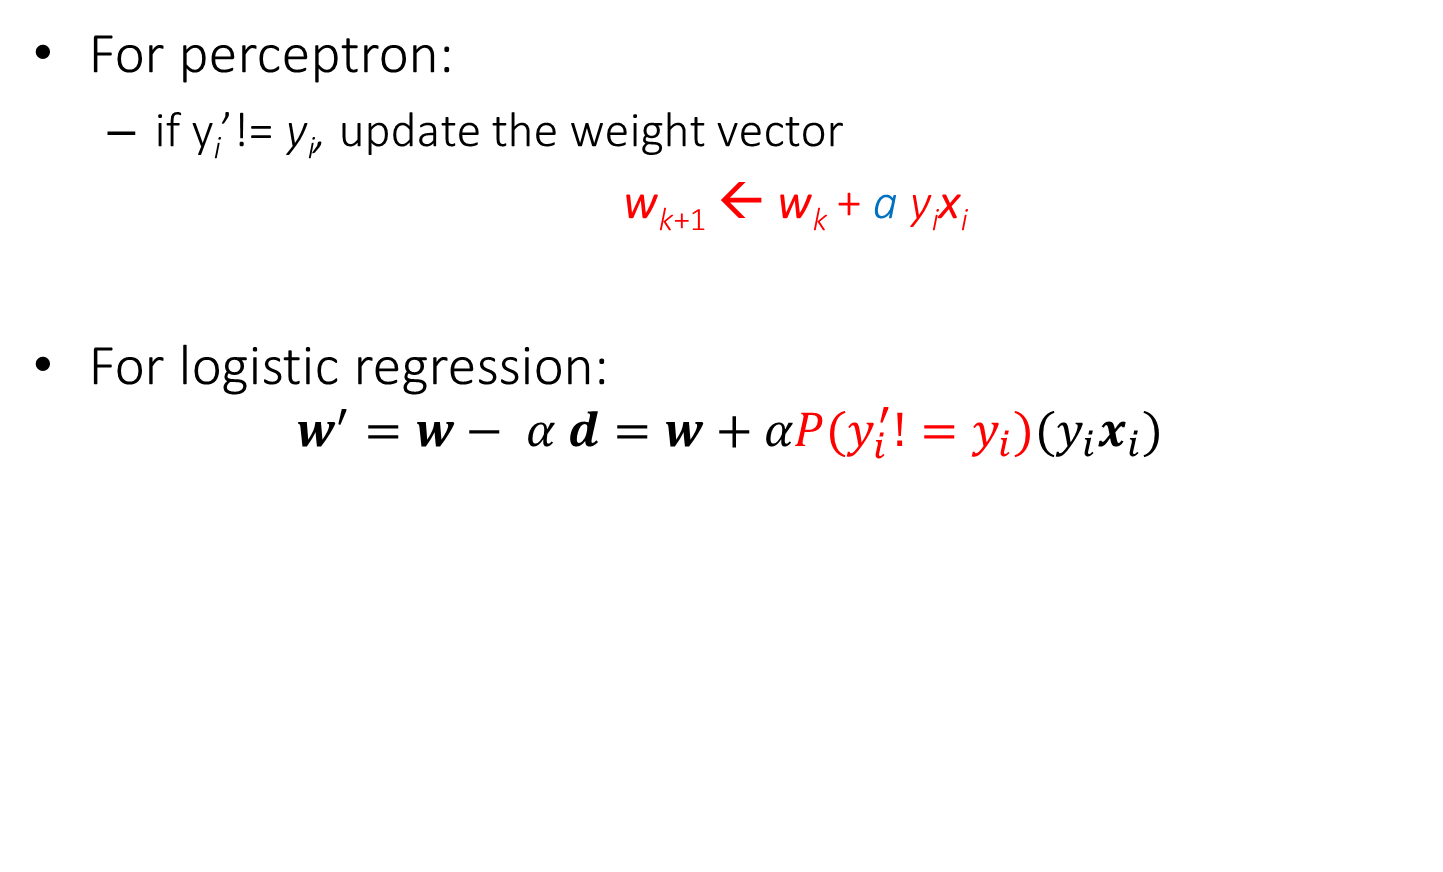 • For perceptron:
– if yᵢ’ != yᵢ, update the weight vector
wₖ₊₁ ← wₖ + a yᵢxᵢ
• For logistic regression:
w′ = w − α d = w + αP(yᵢ′! = yᵢ)(yᵢxᵢ)